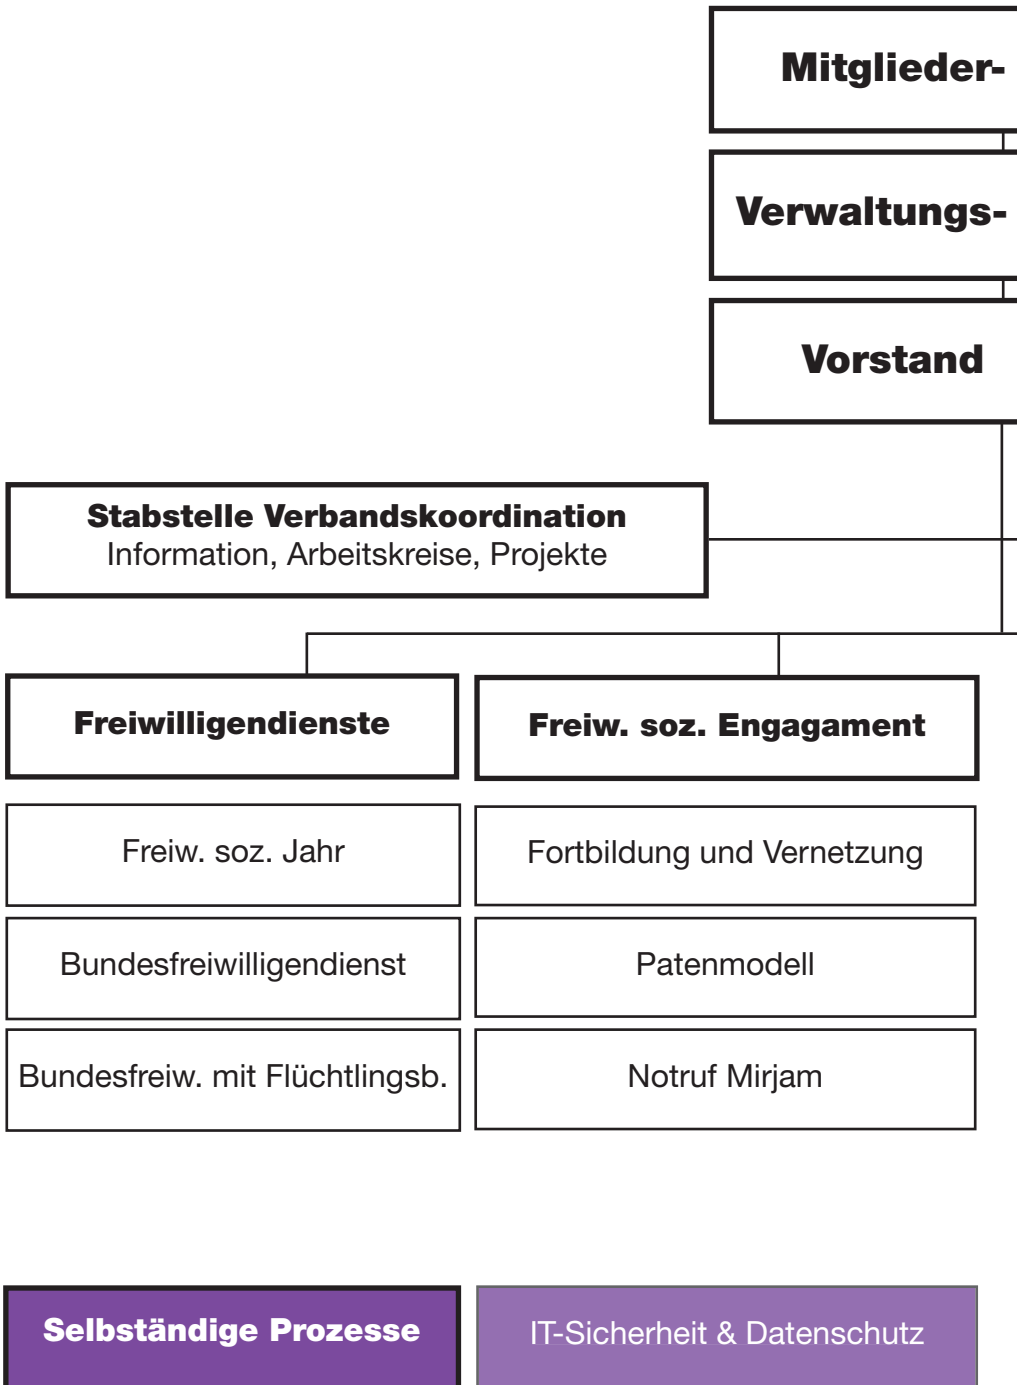 Mitglieder-
Verwaltungs-
Vorstand
Stabstelle Verbandskoordination
Information, Arbeitskreise, Projekte
Freiwilligendienste
Freiw. soz. Engagament
Freiw. soz. Jahr
Fortbildung und Vernetzung
Bundesfreiwilligendienst
Patenmodell
Bundesfreiw. mit Flüchtlingsb.
Notruf Mirjam
Selbständige Prozesse
IT-Sicherheit & Datenschutz